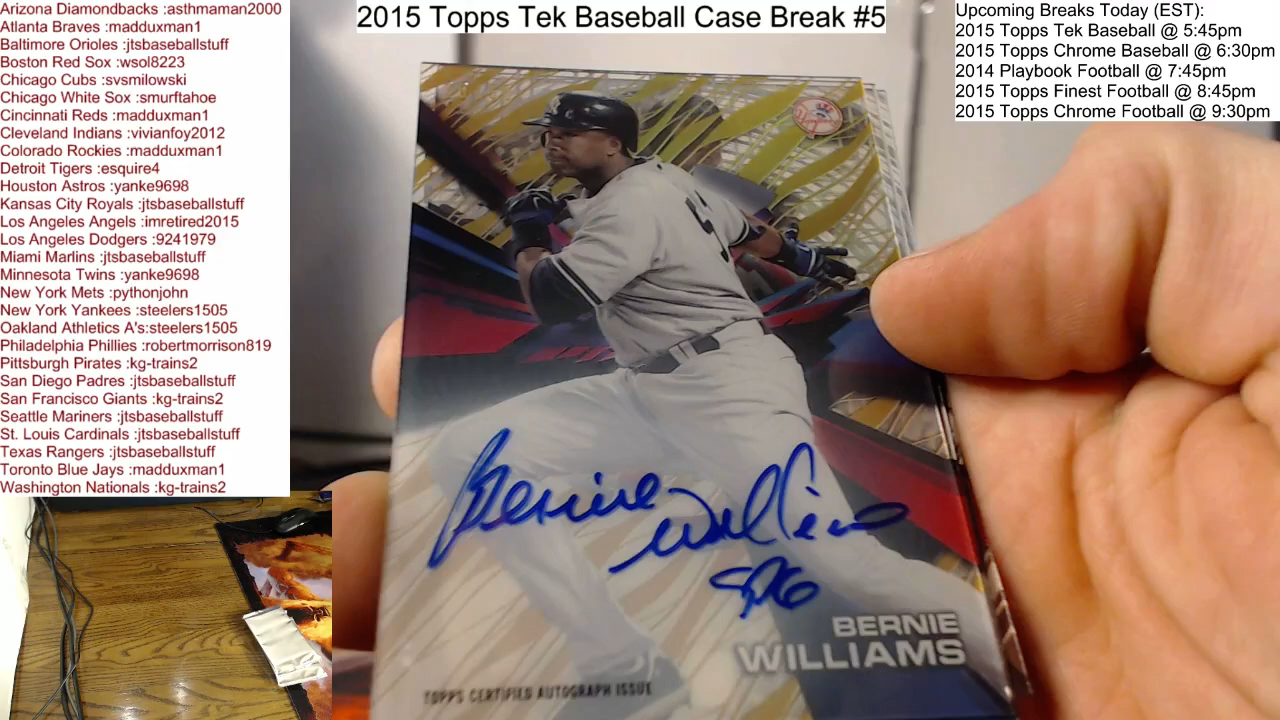 Arizona Diamondbacks :asthmaman2000
Atlanta Braves :madduxman1
Baltimore Orioles :jtsbaseballstuff
Boston Red Sox :wsol8223
Chicago Cubs :svsmilowski
Chicago White Sox :smurftahoe
Cincinnati Reds :madduxman1
Cleveland Indians :vivianfoy2012
Colorado Rockies :madduxman1
Detroit Tigers :esquire4
Houston Astros :yanke9698
Kansas City Royals :jtsbaseballstuff
Los Angeles Angels :imretired2015
Los Angeles Dodgers :9241979
Miami Marlins :jtsbaseballstuff
Minnesota Twins :yanke9698
New York Mets :pythonjohn
New York Yankees :steelers1505
Oakland Athletics A's:steelers1505
Philadelphia Phillies :robertmorrison819
Pittsburgh Pirates :kg-trains2
San Diego Padres :jtsbaseballstuff
San Francisco Giants :kg-trains2
Seattle Mariners :jtsbaseballstuff
St. Louis Cardinals :jtsbaseballstuff
Texas Rangers :jtsbaseballstuff
Toronto Blue Jays :madduxman1
Washington Nationals :kg-trains2
2015 Topps Tek Baseball Case Break #5
Upcoming Breaks Today (EST):
2015 Topps Tek Baseball @ 5:45pm
2015 Topps Chrome Baseball @ 6:30pm
2014 Playbook Football @ 7:45pm
2015 Topps Finest Football @ 8:45pm
2015 Topps Chrome Football @ 9:30pm
Bernie Williams
BERNIE
WILLIAMS
TOPPS CERTIFIED AUTOGRAPH ISSUE